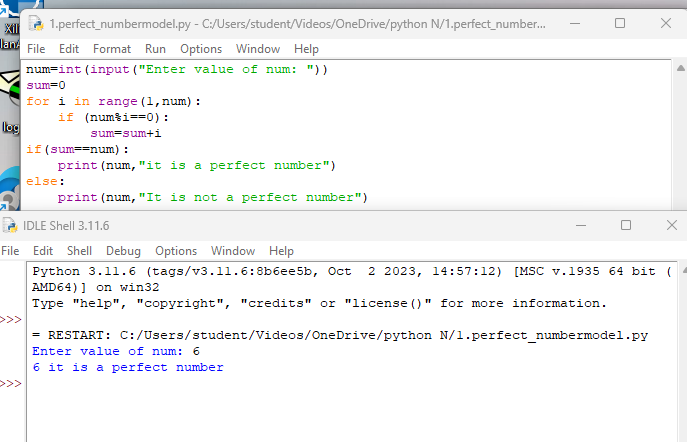 XII
lanA
log
1.perfect_numbermodel.py - C:/Users/student/Videos/OneDrive/python N/1.perfect_number...
File Edit Format Run Options Window Help
num=int(input("Enter value of num: "))
sum=0
for i in range(1,num):
    if (num%i==0):
        sum=sum+i
if(sum==num):
    print(num,"it is a perfect number")
else:
    print(num,"It is not a perfect number")
IDLE Shell 3.11.6
File Edit Shell Debug Options Window Help
Python 3.11.6 (tags/v3.11.6:8b6ee5b, Oct  2 2023, 14:57:12) [MSC v.1935 64 bit (
AMD64)] on win32
Type "help", "copyright", "credits" or "license()" for more information.
>>>
= RESTART: C:/Users/student/Videos/OneDrive/python N/1.perfect_numbermodel.py
Enter value of num: 6
6 it is a perfect number
>>>